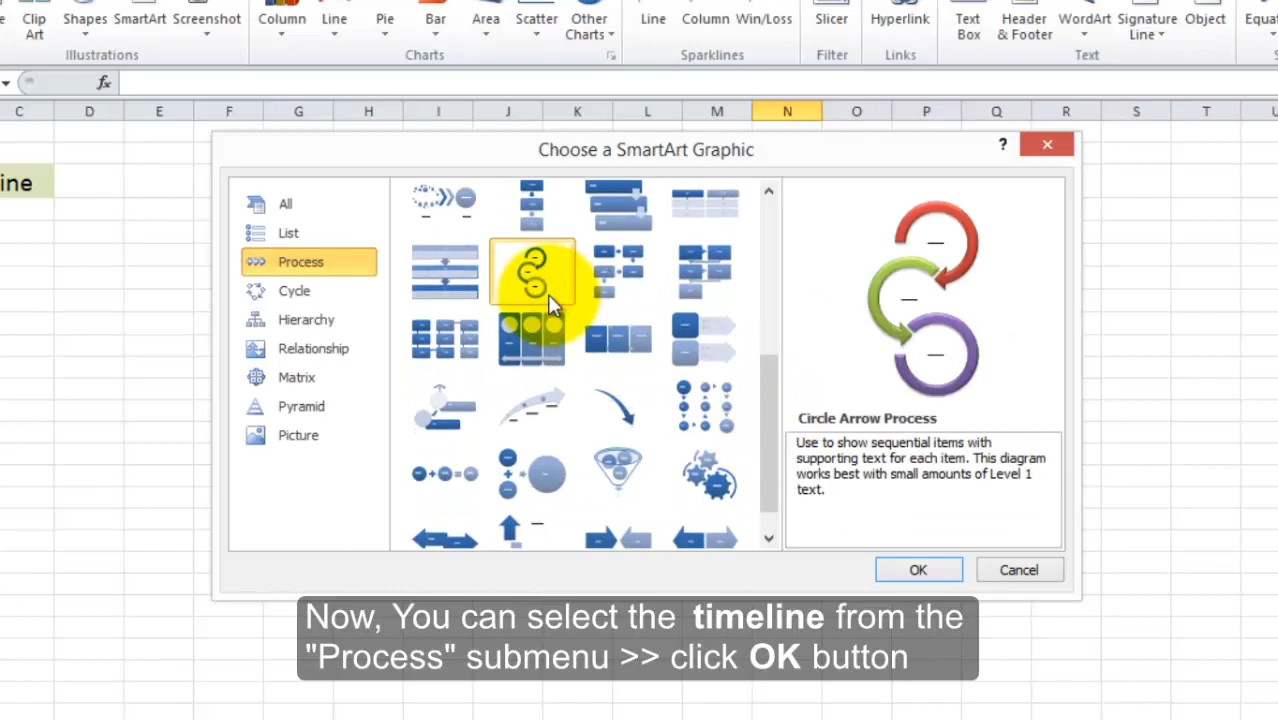 Clip Art
Shapes
SmartArt
Screenshot
Column
Line
Pie
Bar
Area
Scatter
Other Charts
Line
Column
Win/Loss
Slicer
Hyperlink
Text Box
Header & Footer
WordArt
Signature Line
Object
Equa
Illustrations
Charts
Sparklines
Filter
Links
Text
fx
C D E F G H I J K L M N O P Q R S T U
ine
Choose a SmartArt Graphic
?
All
List
Process
Cycle
Hierarchy
Relationship
Matrix
Pyramid
Picture
Circle Arrow Process
Use to show sequential items with
supporting text for each item. This diagram
works best with small amounts of Level 1
text.
OK
Cancel
Now, You can select the timeline from the
"Process" submenu >> click OK button